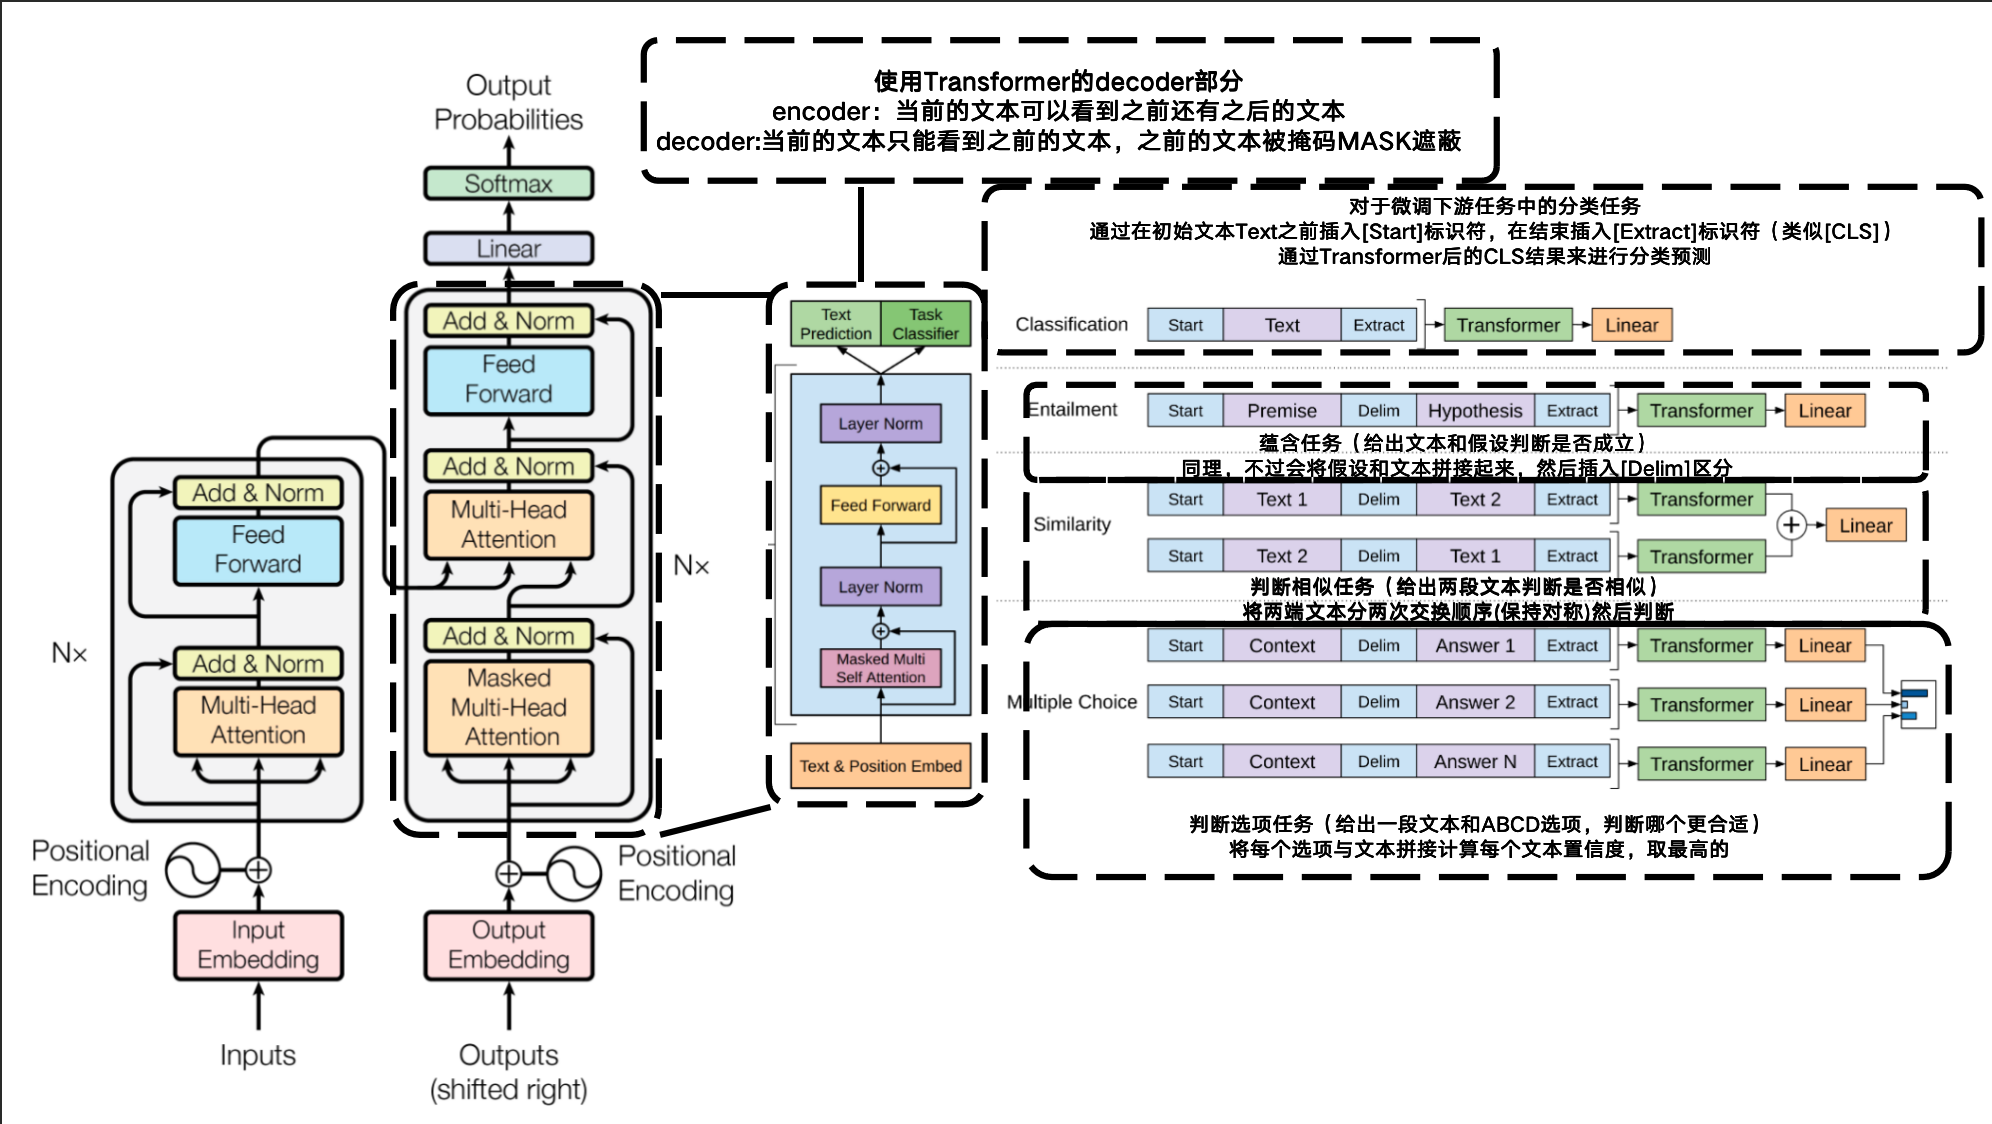 使用Transformer的decoder部分
encoder：当前的文本可以看到之前还有之后的文本
decoder:当前的文本只能看到之前的文本，之前的文本被掩码MASK遮蔽
Output
Probabilities
Softmax
Linear
Add & Norm
Feed
Forward
Add & Norm
Multi-Head
Attention
Add & Norm
Masked
Multi-Head
Attention
N×
Positional
Encoding
Output
Embedding
Outputs
(shifted right)
Add & Norm
Feed
Forward
N×
Add & Norm
Multi-Head
Attention
Positional
Encoding
Input
Embedding
Inputs
Text
Prediction
Task
Classifier
Layer Norm
Feed Forward
Layer Norm
Masked Multi
Self Attention
Text & Position Embed
对于微调下游任务中的分类任务
通过在初始文本Text之前插入[Start]标识符，在结束插入[Extract]标识符（类似[CLS]）
通过Transformer后的CLS结果来进行分类预测
Classification Start Text Extract Transformer Linear
Entailment Start Premise Delim Hypothesis Extract Transformer Linear
蕴含任务（给出文本和假设判断是否成立）
同理，不过会将假设和文本拼接起来，然后插入[Delim]区分
Start Text 1 Delim Text 2 Extract Transformer
Similarity Linear
Start Text 2 Delim Text 1 Extract Transformer
判断相似任务（给出两段文本判断是否相似）
将两端文本分两次交换顺序(保持对称)然后判断
Start Context Delim Answer 1 Extract Transformer Linear
Multiple Choice Start Context Delim Answer 2 Extract Transformer Linear
Start Context Delim Answer N Extract Transformer Linear
判断选项任务（给出一段文本和ABCD选项，判断哪个更合适）
将每个选项与文本拼接计算每个文本置信度，取最高的